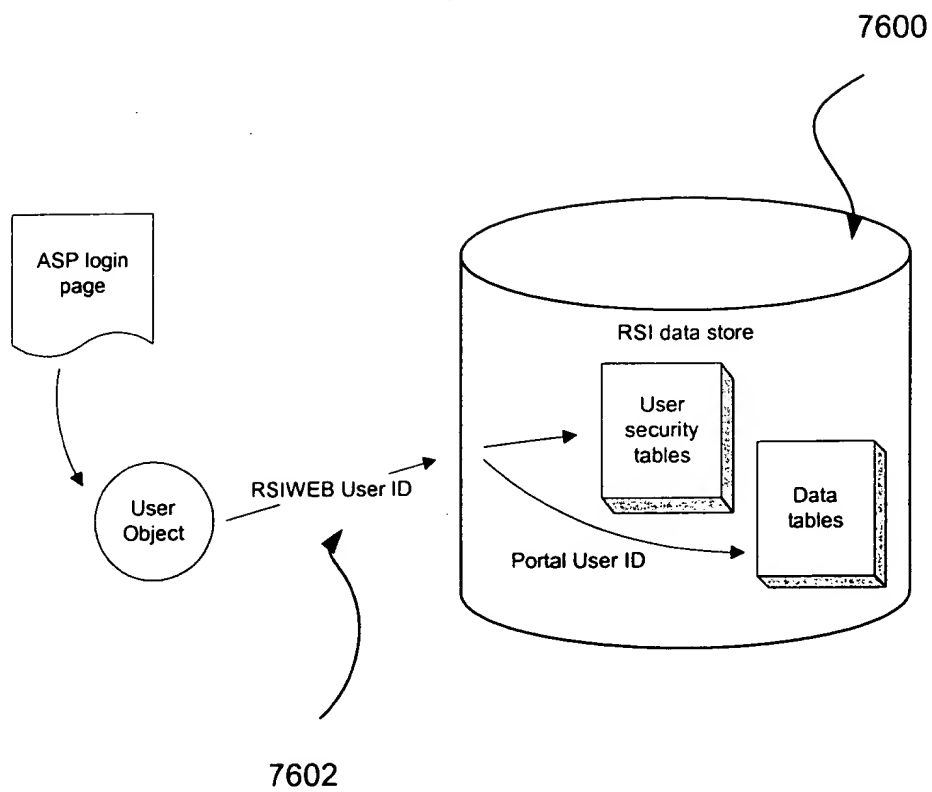 7600
ASP login
page
RSI data store
User
security
tables
RSIWEB User ID
User
Object
Data
tables
Portal User ID
7602